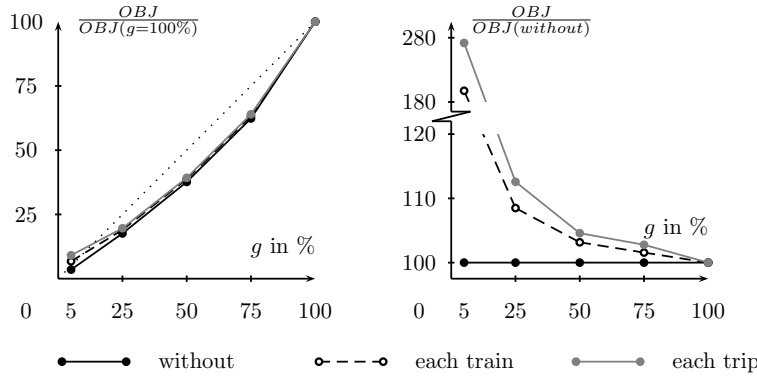 OBJ
OBJ(g=100%)
100
75
50
25
g in %
0 5 25 50 75 100
OBJ
OBJ(without)
280
180
120
110
100
g in %
0 5 25 50 75 100
without each train each trip